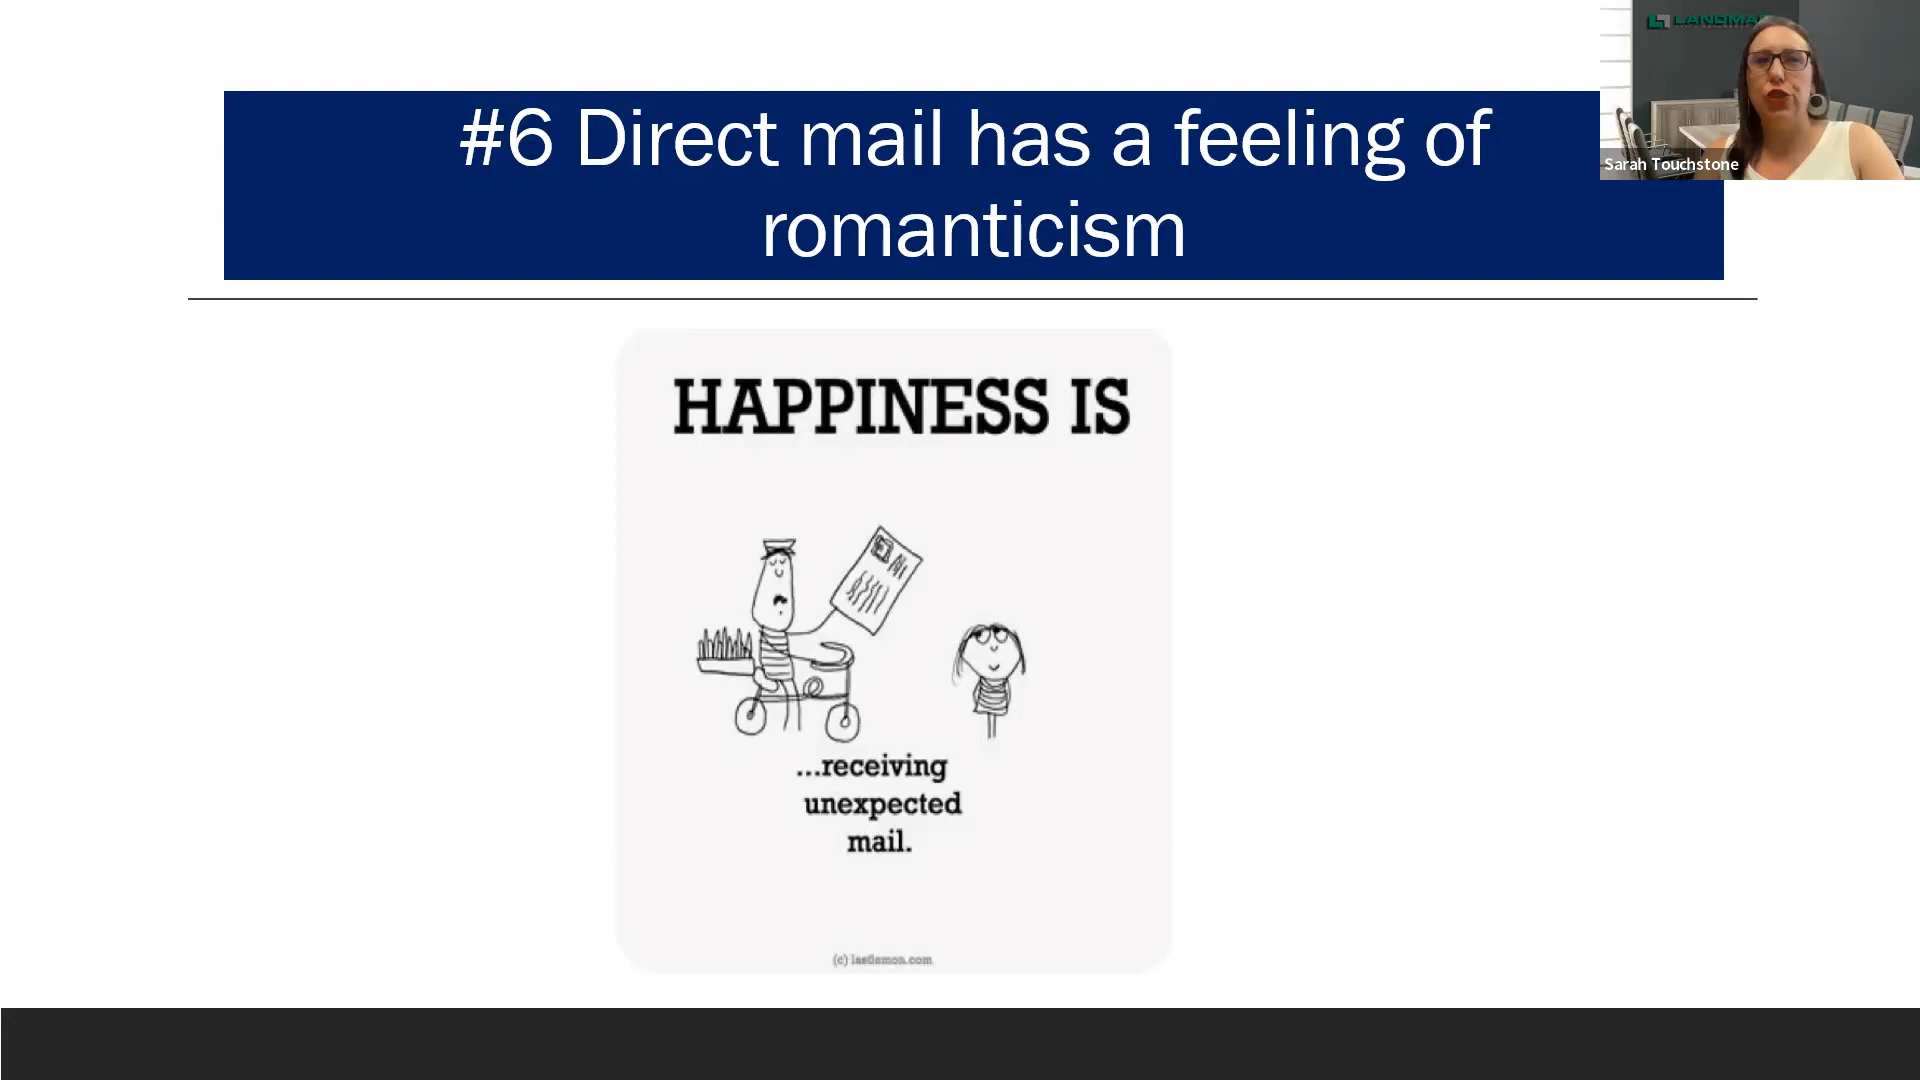 #6 Direct mail has a feeling of
romanticism
Sarah Touchstone
HAPPINESS IS
...receiving
unexpected
mail.
(c) lastlemon.com